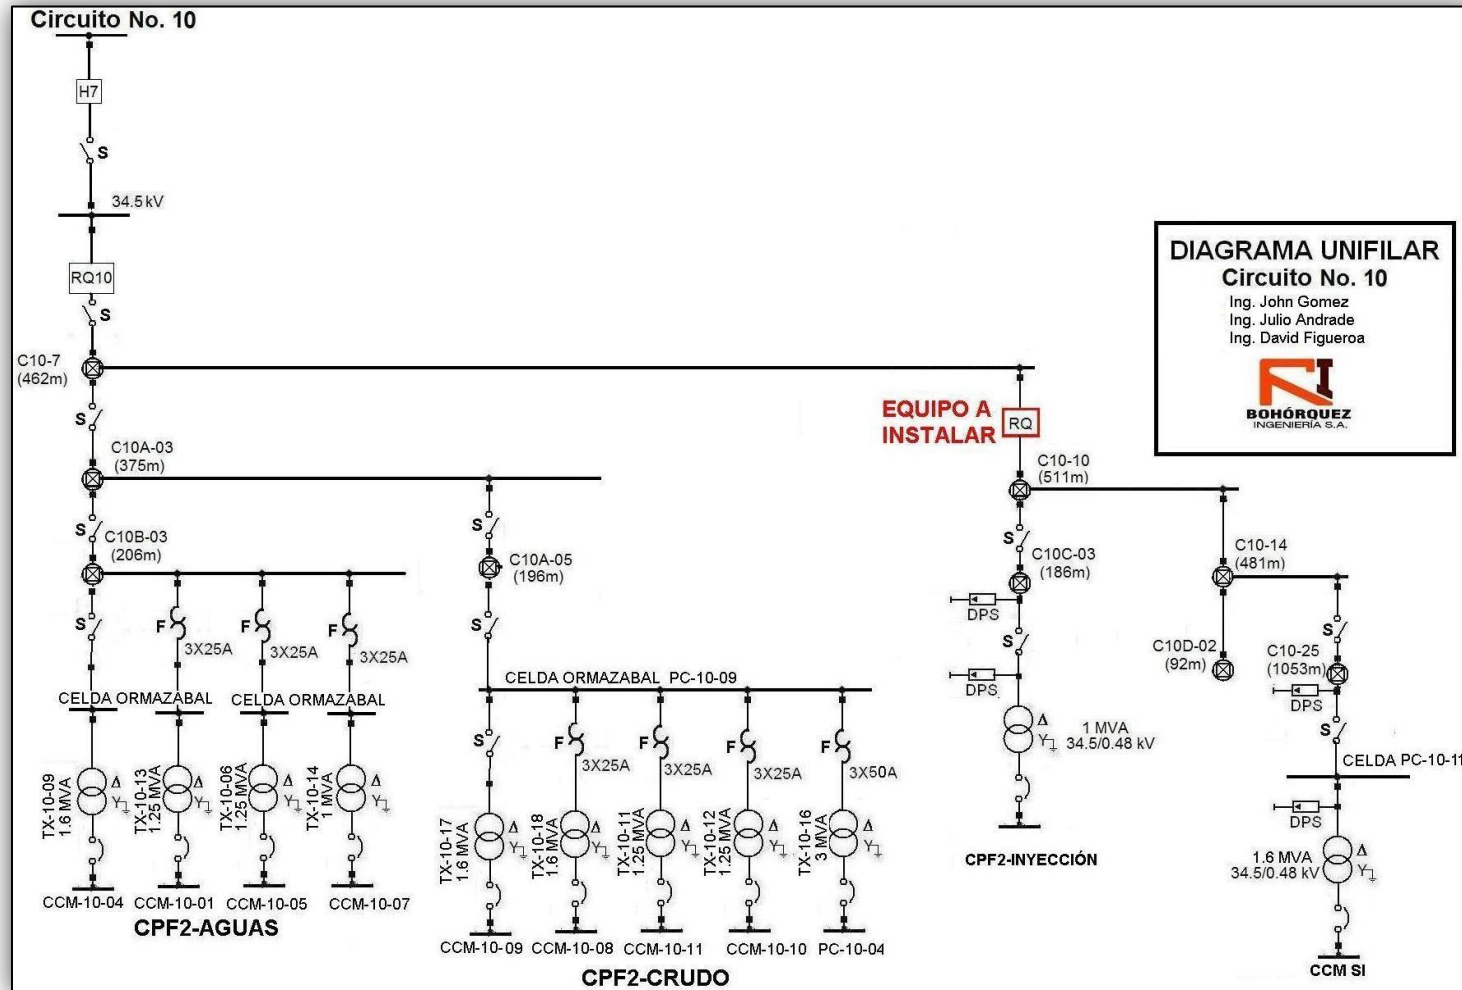 Circuito No. 10
H7
S
34.5 kV
RQ10
S
DIAGRAMA UNIFILAR
Circuito No. 10
Ing. John Gomez
Ing. Julio Andrade
Ing. David Figueroa
BOHÓRQUEZ
INGENIERÍA S.A.
C10-7
(462m)
EQUIPO A
INSTALAR
RQ
S
C10A-03
(375m)
C10-10
(511m)
S
C10B-03
(206m)
S
C10A-05
(196m)
S
C10C-03
(186m)
C10-14
(481m)
DPS
S
F
3X25A
F
3X25A
F
3X25A
S
S
C10D-02
(92m)
S
C10-25
(1053m)
DPS
DPS
CELDA ORMAZABAL
CELDA ORMAZABAL
CELDA ORMAZABAL PC-10-09
S
F
3X25A
F
3X25A
F
3X25A
F
3X50A
Δ
Y
1 MVA
34.5/0.48 kV
S
CELDA PC-10-11
DPS
TX-10-09
1.6 MVA
Δ
Y
TX-10-13
1.25 MVA
Δ
Y
TX-10-06
1.25 MVA
Δ
Y
TX-10-14
1 MVA
Δ
Y
TX-10-17
1.6 MVA
Δ
Y
TX-10-18
1.6 MVA
Δ
Y
TX-10-11
1.25 MVA
Δ
Y
TX-10-12
1.25 MVA
Δ
Y
TX-10-16
3 MVA
Δ
Y
CPF2-INYECCIÓN
1.6 MVA
34.5/0.48 kV
Δ
Y
CCM-10-04
CCM-10-01
CCM-10-05
CCM-10-07
CPF2-AGUAS
CCM-10-09
CCM-10-08
CCM-10-11
CCM-10-10
PC-10-04
CPF2-CRUDO
CCM SI